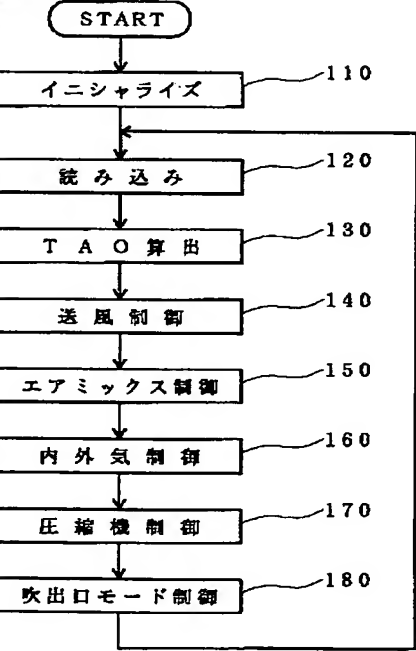 START
イニシャライズ 110
読み込み 120
TAO算出 130
送風制御 140
エアミックス制御 150
内外気制御 160
圧縮機制御 170
吹出口モード制御 180